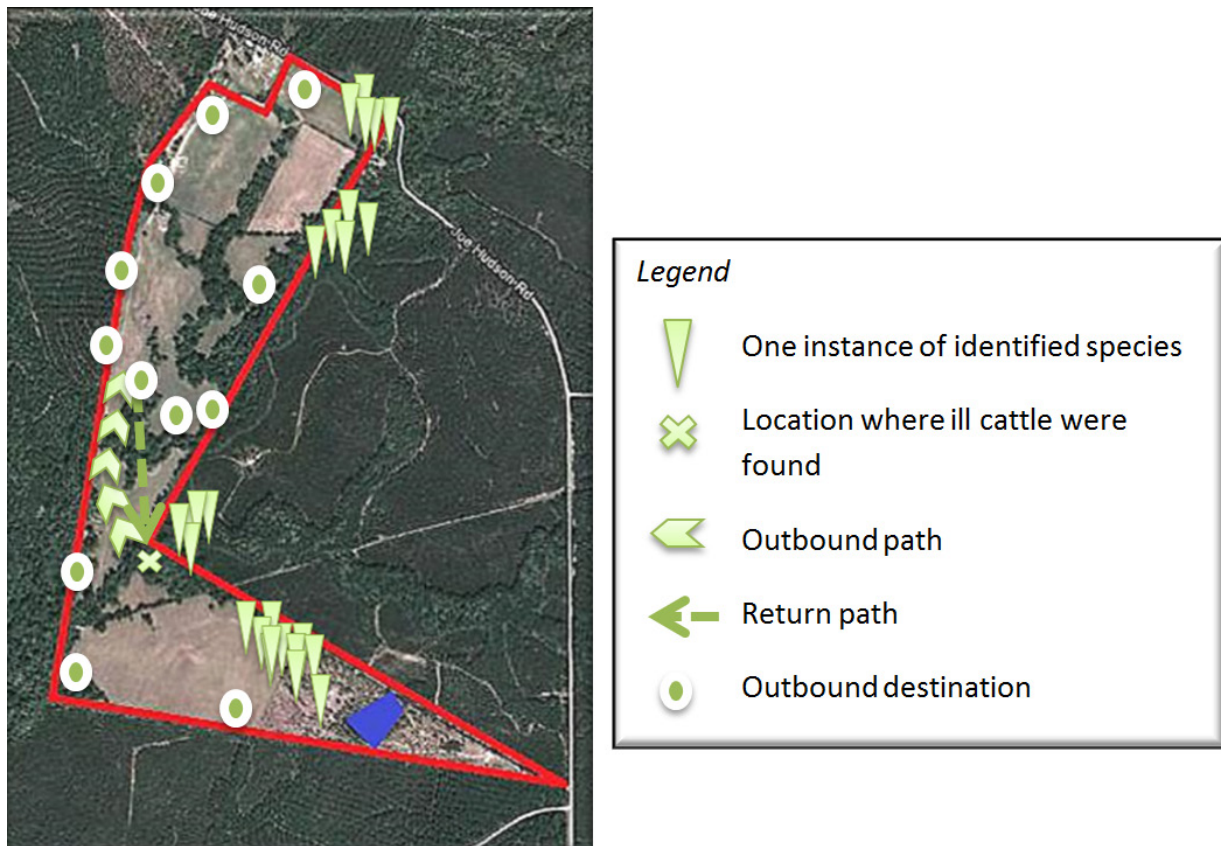 Joe Hudson Rd
Joe Hudson Rd
Legend
One instance of identified species
Location where ill cattle were
found
Outbound path
Return path
Outbound destination